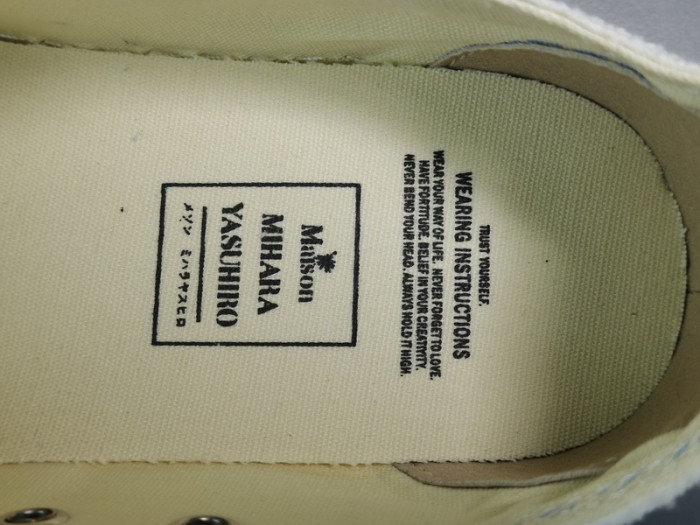 TRUST YOURSELF.
WEARING INSTRUCTIONS
WEAR YOUR WAY OF LIFE. NEVER FORGET TO LOVE.
HAVE FORTITUDE. BELIEF IN YOUR CREATIVITY.
NEVER BEND YOUR HEAD. ALWAYS HOLD IT HIGH.
Maison
MIHARA
YASUHIRO
メゾン ミハラヤスヒロ